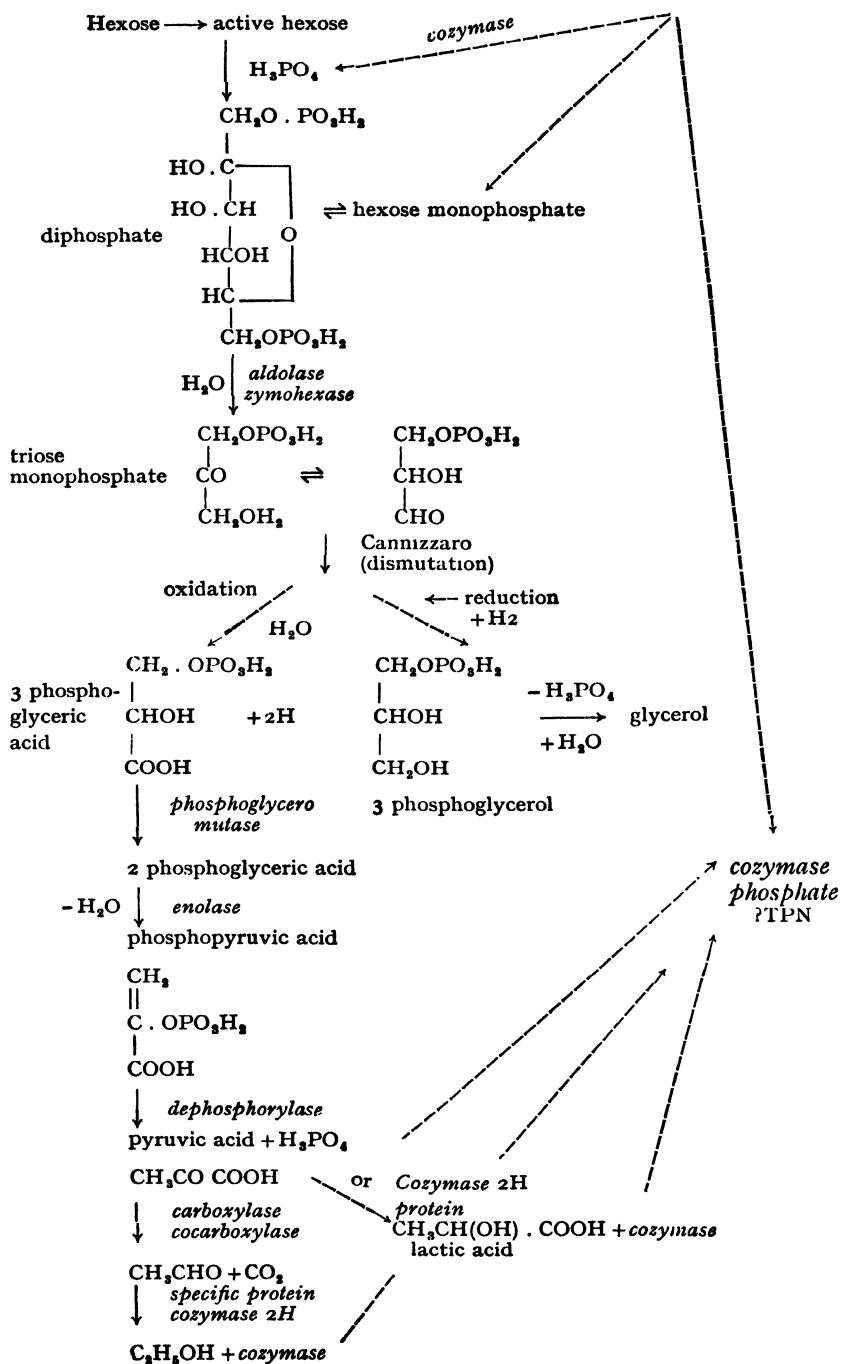 Hexose → active hexose
cozymase
H₃PO₄
CH₂O . PO₃H₂
HO . C
HO . CH ⇌ hexose monophosphate
diphosphate
O
HCOH
HC
CH₂OPO₃H₂
H₂O aldolase
zymohexase
CH₂OPO₃H₂ CH₂OPO₃H₂
triose
monophosphate CO ⇌ CHOH
CH₂OH₂ CHO
Cannizzaro
(dismutation)
oxidation ← reduction
+H2
H₂O
CH₂ . OPO₃H₂ CH₂OPO₃H₂
3 phospho- −H₃PO₄
glyceric CHOH +2H CHOH → glycerol
acid +H₂O
COOH CH₂OH
phosphoglycero 3 phosphoglycerol
mutase
2 phosphoglyceric acid cozymase
phosphate
−H₂O enolase ?TPN
phosphopyruvic acid
CH₂
||
C . OPO₃H₂
COOH
dephosphorylase
pyruvic acid + H₃PO₄
CH₃CO COOH or Cozymase 2H
protein
carboxylase
cocarboxylase CH₃CH(OH) . COOH + cozymase
lactic acid
CH₃CHO + CO₂
specific protein
cozymase 2H
C₂H₅OH + cozymase